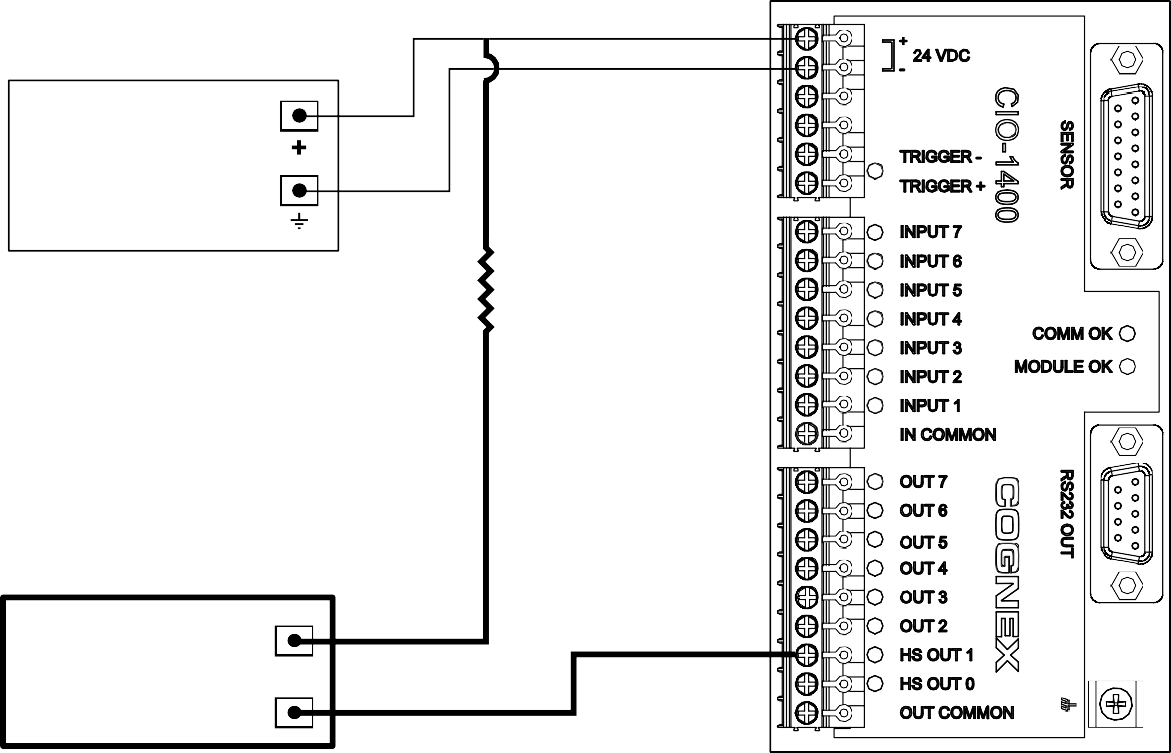 +
24 VDC
-
CIO-1400
SENSOR
TRIGGER -
TRIGGER +
+
INPUT 7
INPUT 6
INPUT 5
INPUT 4
INPUT 3
INPUT 2
INPUT 1
IN COMMON
COMM OK
MODULE OK
OUT 7
OUT 6
OUT 5
OUT 4
OUT 3
OUT 2
HS OUT 1
HS OUT 0
OUT COMMON
COGNEX
RS232 OUT